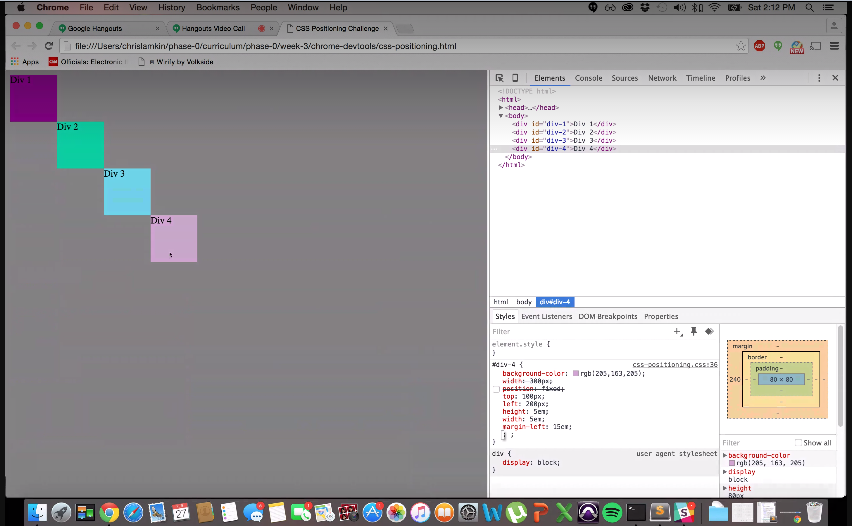 Chrome File Edit View History Bookmarks People Window Help Sat 2:12 PM
Google Hangouts × Hangouts Video Call × CSS Positioning Challenge ×
file:///Users/chrislamkin/phase-0/curriculum/phase-0/week-3/chrome-devtools/css-positioning.html
Apps Officials: Electronic W Wirify by Volkside
ABP NEW
Div 1
Div 2
Div 3
Div 4
Elements Console Sources Network Timeline Profiles »
<!DOCTYPE html>
<html>
▶<head>…</head>
▼<body>
<div id="div-1">Div 1</div>
<div id="div-2">Div 2</div>
<div id="div-3">Div 3</div>
<div id="div-4">Div 4</div>
</body>
</html>
html body div#div-4
Styles Event Listeners DOM Breakpoints Properties
Filter
element.style {
}
#div-4 { css-positioning.css:36
background-color: rgb(205,163,205);
width: 300px;
position: fixed;
top: 100px;
left: 200px;
height: 5em;
width: 5em;
margin-left: 15em;
: ;
}
div { user agent stylesheet
display: block;
}
margin –
border –
padding –
240 80 × 80 – – –
–
–
–
Filter Show all
▶background-color
rgb(205, 163, 205)
▶display
block
▶height
80px